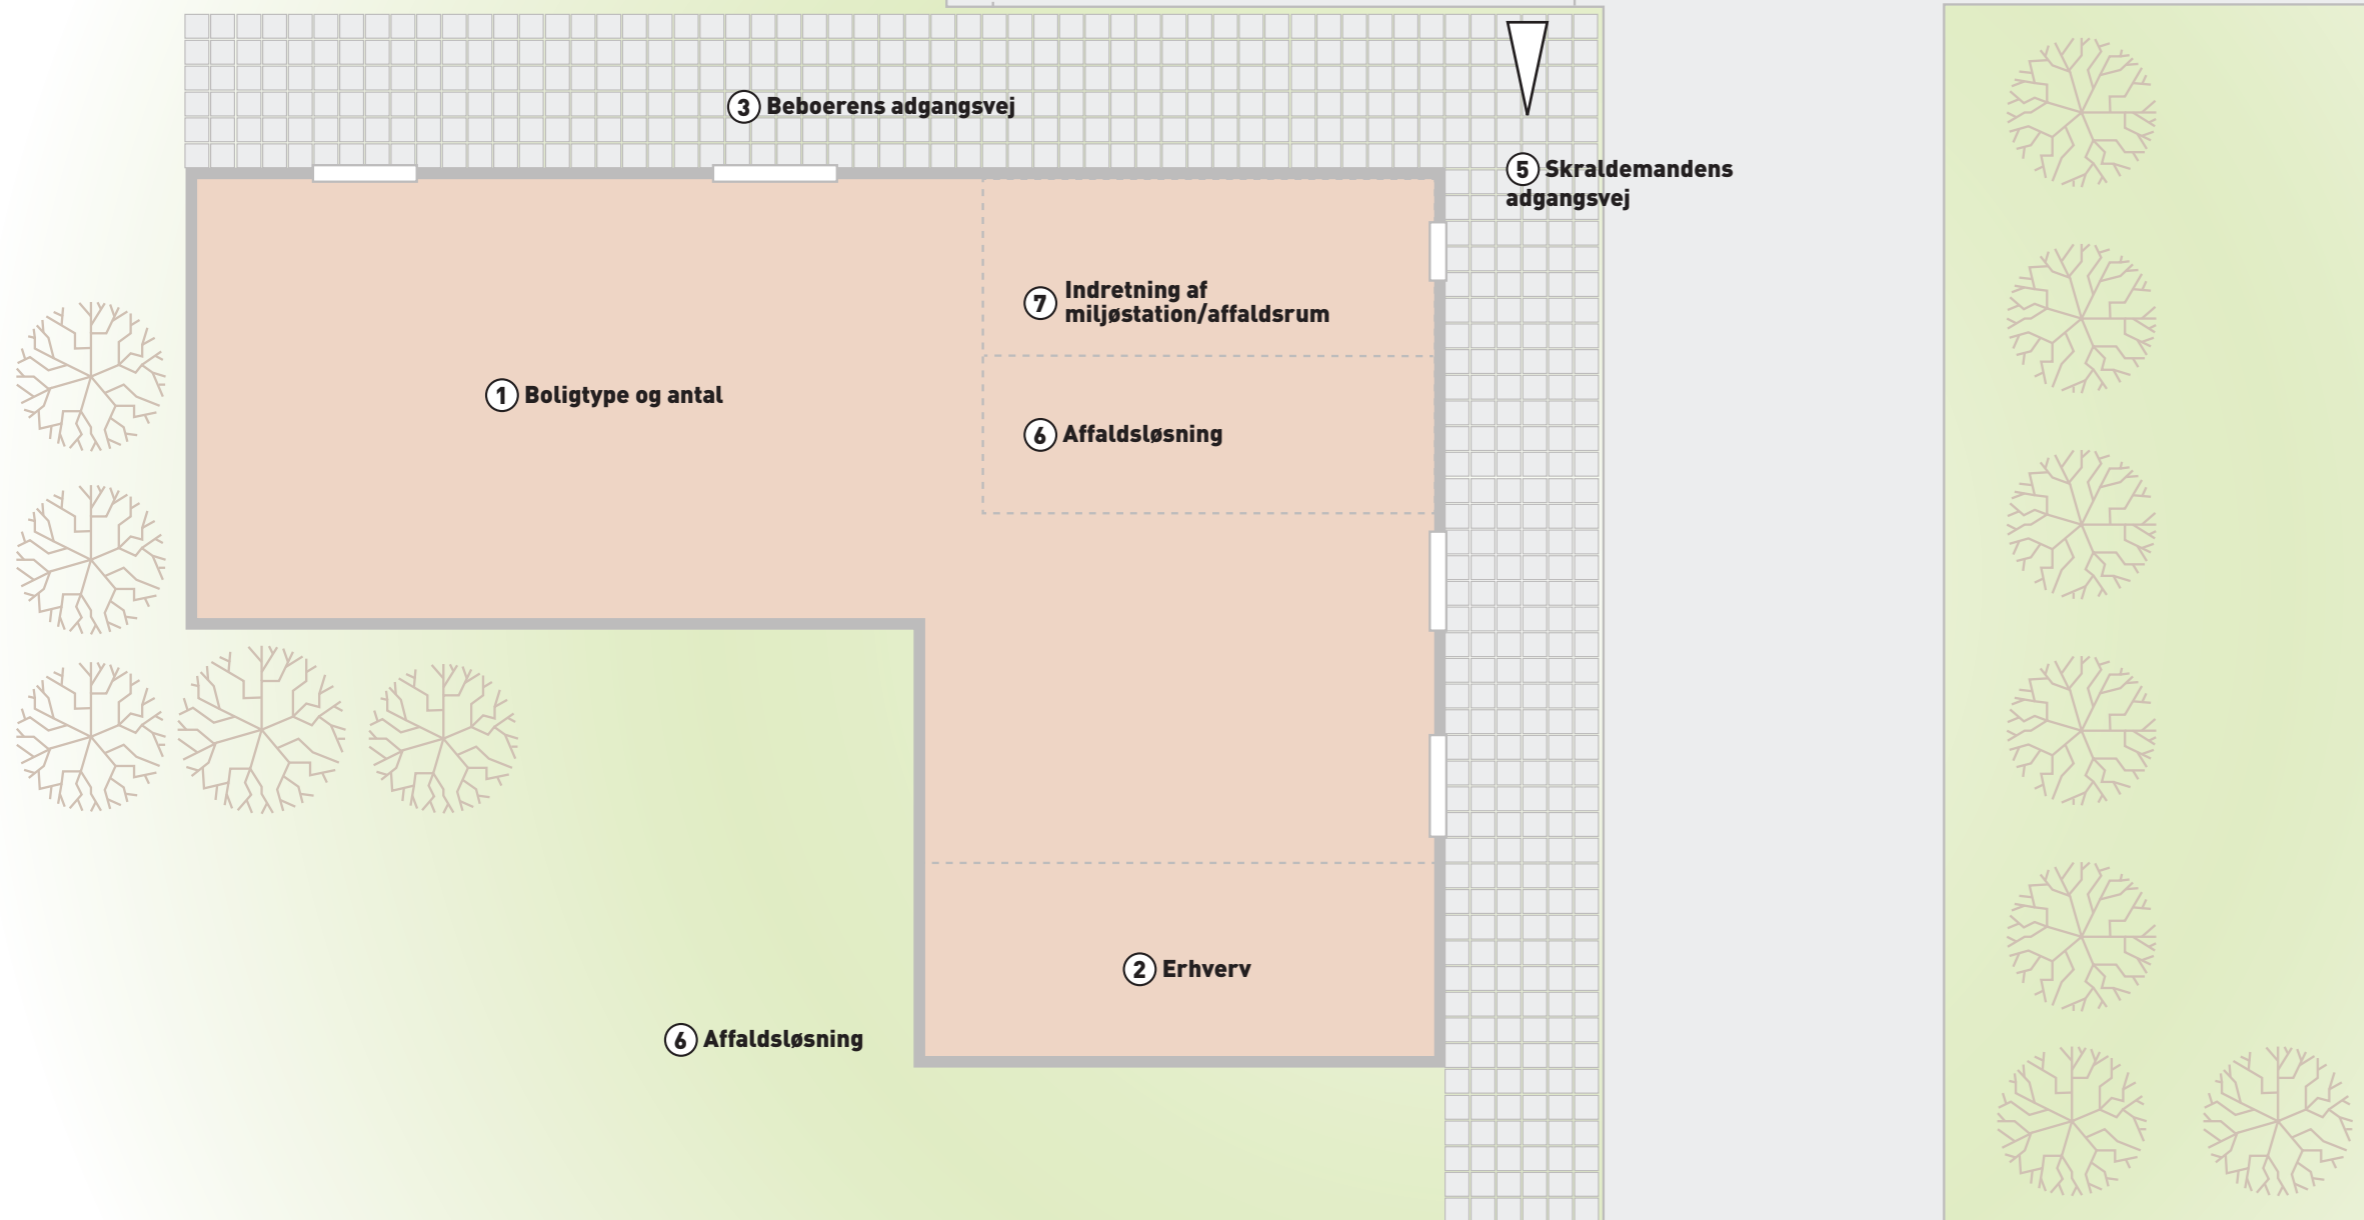 3 Beboerens adgangsvej
5 Skraldemandens
adgangsvej
7 Indretning af
miljøstation/affaldsrum
1 Boligtype og antal
6 Affaldsløsning
2 Erhverv
6 Affaldsløsning